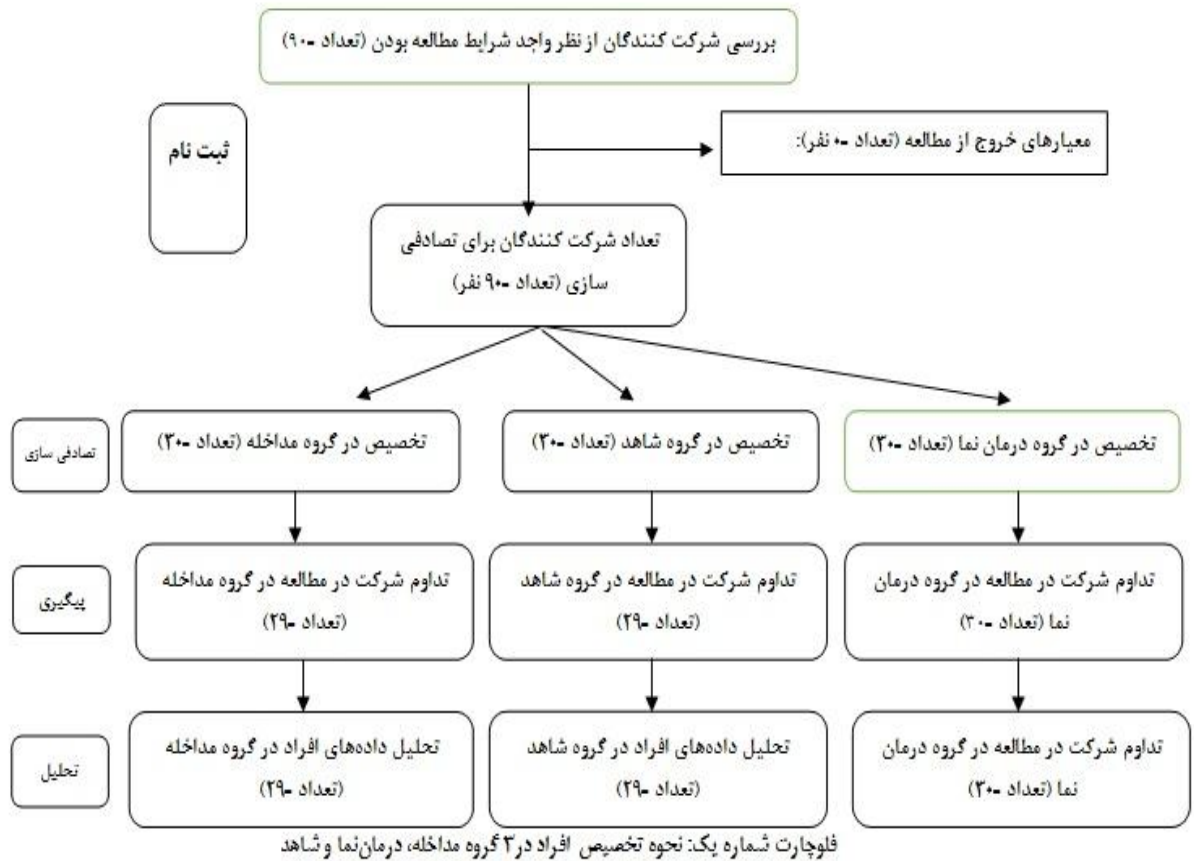 بررسی شرکت کنندگان از نظر واجد شرایط مطالعه بودن (تعداد =۹۰)
ثبت نام
معیارهای خروج از مطالعه (تعداد =۰ نفر):
تعداد شرکت کنندگان برای تصادفی
سازی (تعداد =۹۰ نفر)
تصادفی سازی
تخصیص در گروه مداخله (تعداد =۳۰)
تخصیص در گروه شاهد (تعداد =۳۰)
تخصیص در گروه درمان نما (تعداد =۳۰)
پیگیری
تداوم شرکت در مطالعه در گروه مداخله
(تعداد =۲۹)
تداوم شرکت در مطالعه در گروه شاهد
(تعداد =۲۹)
تداوم شرکت در مطالعه در گروه درمان
نما (تعداد =۳۰)
تحلیل
تحلیل داده‌های افراد در گروه مداخله
(تعداد =۲۹)
تحلیل داده‌های افراد در گروه شاهد
(تعداد =۲۹)
تداوم شرکت در مطالعه در گروه درمان
نما (تعداد =۳۰)
فلوچارت شماره یک: نحوه تخصیص افراد در۳ گروه مداخله، درمان‌نما و شاهد